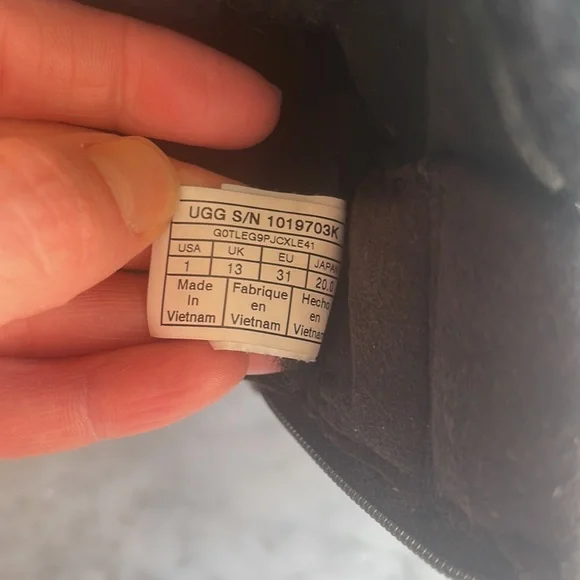 UGG S/N 1019703K
G0TLEG9PJCXLE41
USA UK EU JAPAN
1 13 31 20.0
Made In Vietnam
Fabrique en Vietnam
Hecho en Vietnam